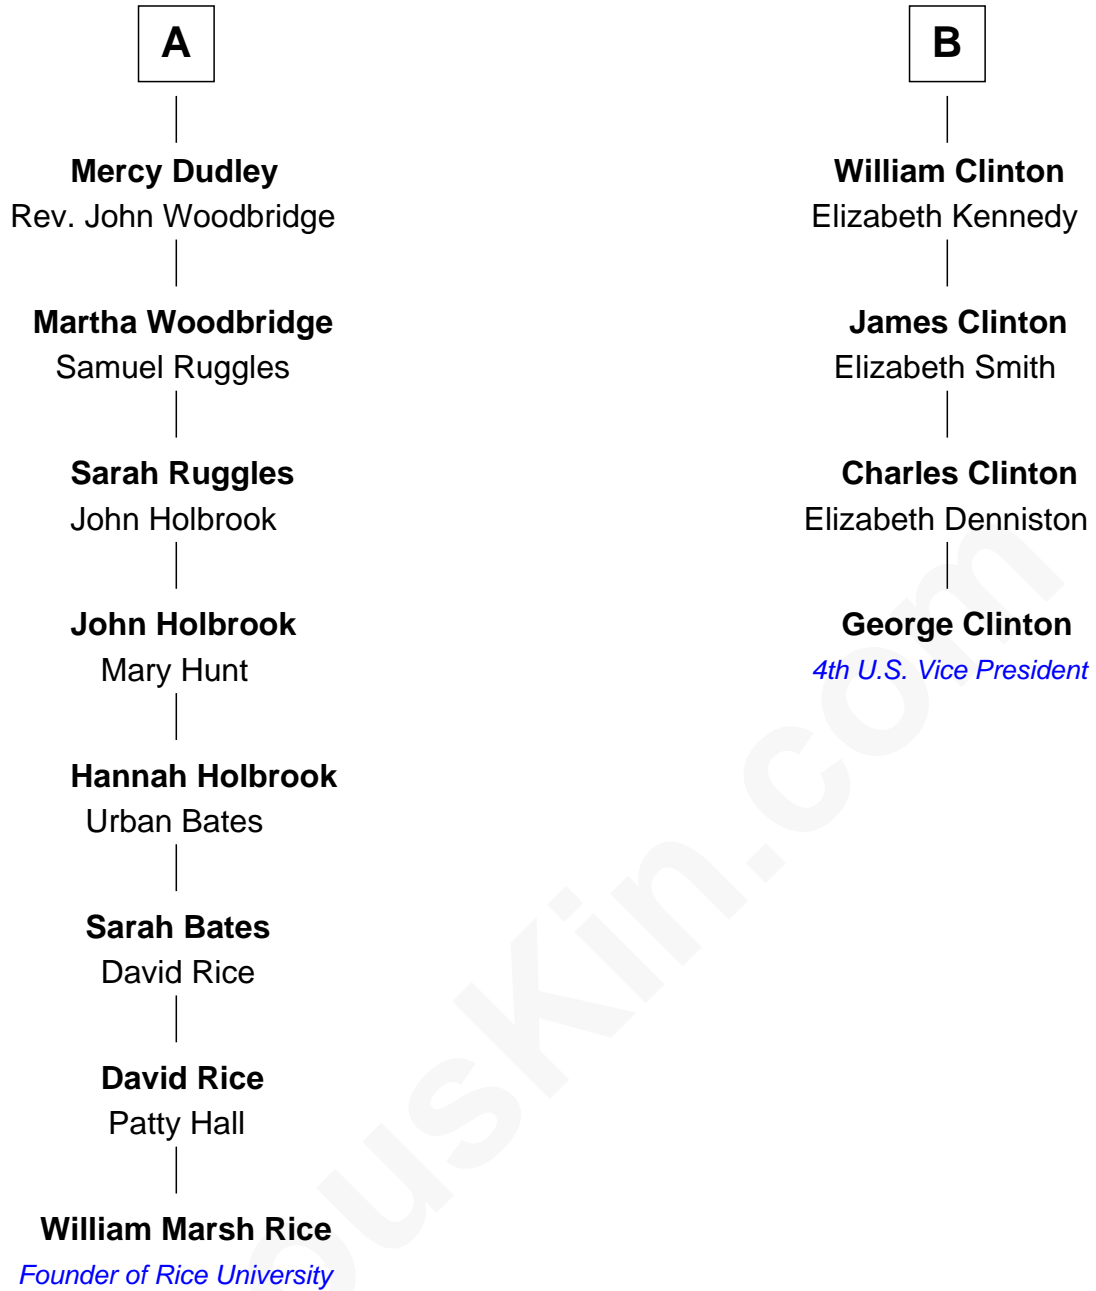 A
Mercy Dudley
Rev. John Woodbridge
Martha Woodbridge
Samuel Ruggles
Sarah Ruggles
John Holbrook
John Holbrook
Mary Hunt
Hannah Holbrook
Urban Bates
Sarah Bates
David Rice
David Rice
Patty Hall
William Marsh Rice
Founder of Rice University
B
William Clinton
Elizabeth Kennedy
James Clinton
Elizabeth Smith
Charles Clinton
Elizabeth Denniston
George Clinton
4th U.S. Vice President
ousKin.com